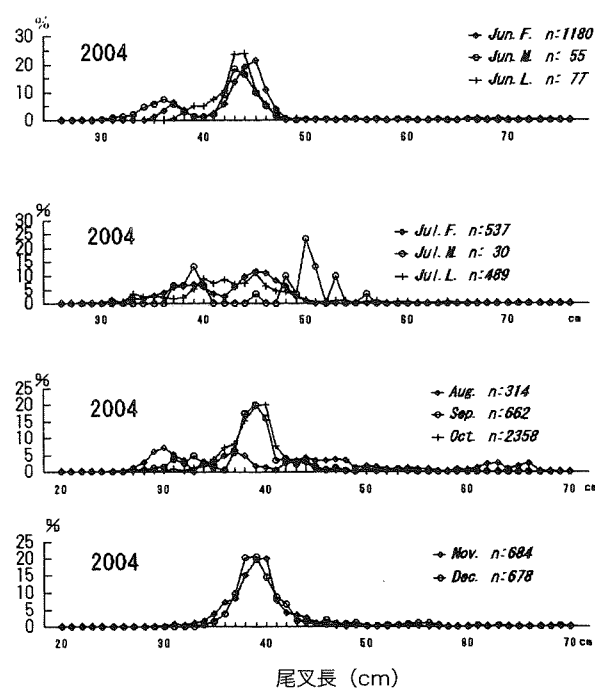 %
30
20
10
0
2004
Jun. F. n:1180
Jun. M. n: 55
Jun. L. n: 77
30 40 50 60 70
%
30
25
20
15
10
5
0
2004
Jul. F. n:537
Jul. M. n: 30
Jul. L. n:489
30 40 50 60 70 cm
%
25
20
15
10
5
0
2004
Aug. n:314
Sep. n:662
Oct. n:2358
20 30 40 50 60 70 cm
%
25
20
15
10
5
0
2004
Nov. n:684
Dec. n:678
20 30 40 50 60 70 cm
尾叉長 (cm)